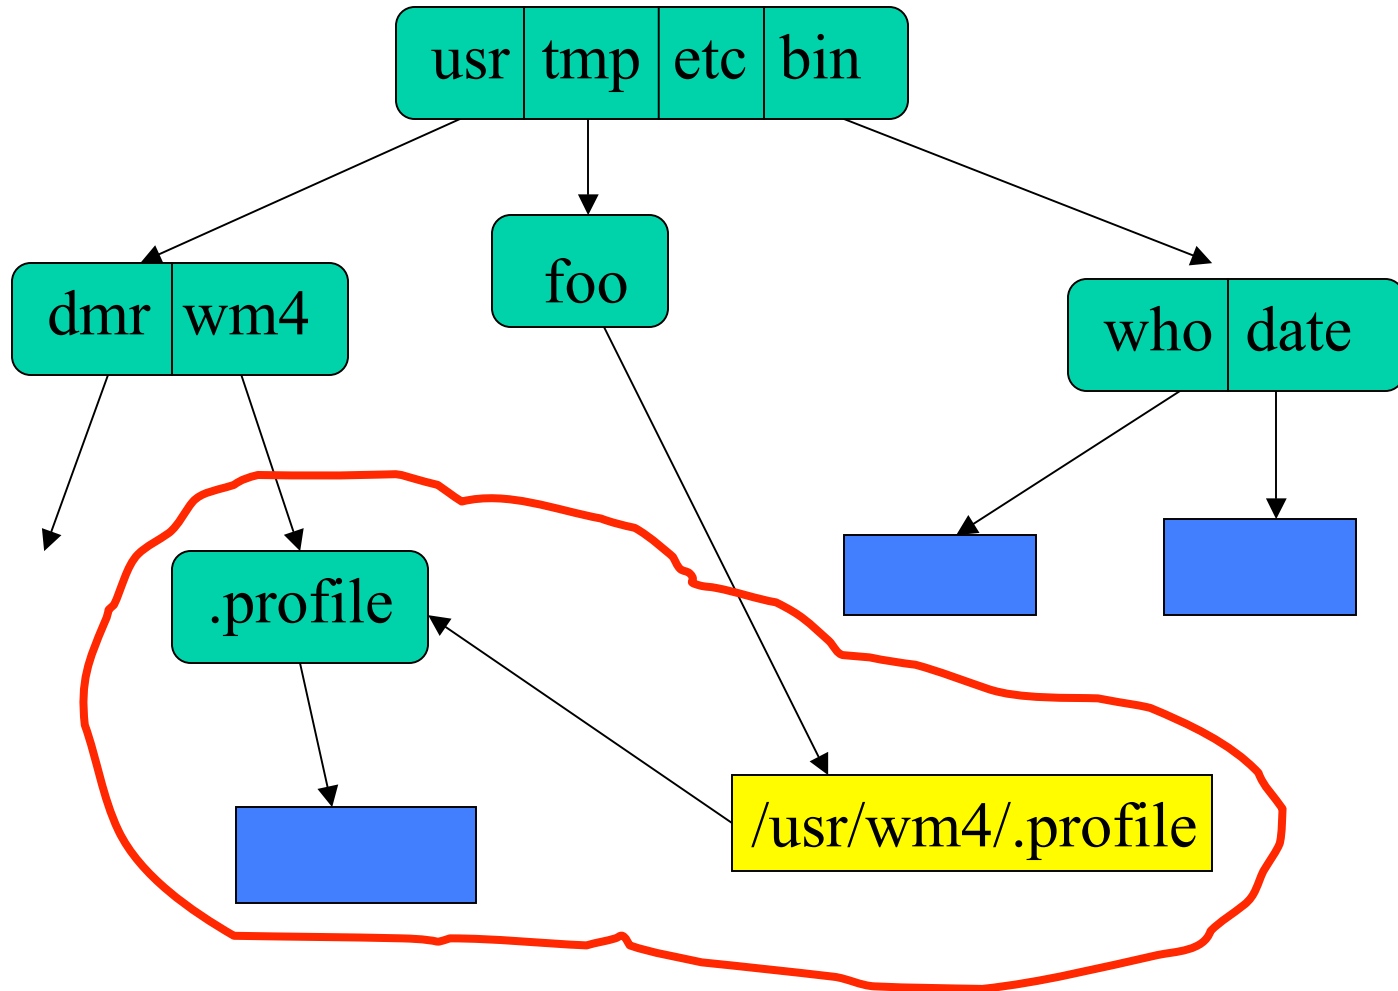 usr tmp etc bin
dmr wm4
foo
who date
.profile
/usr/wm4/.profile